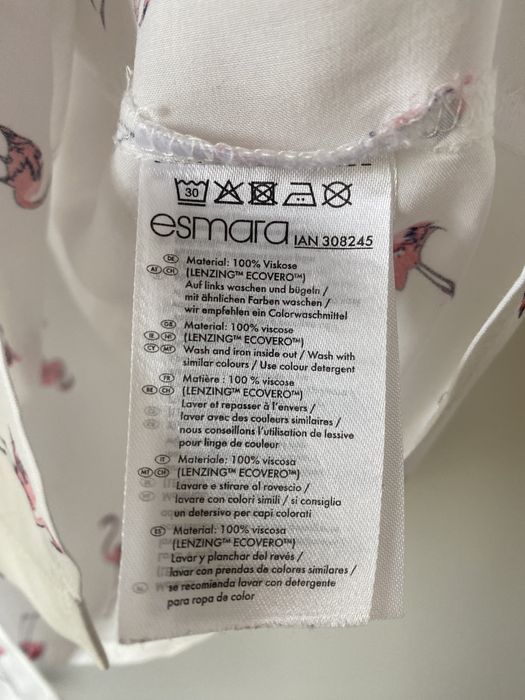 30
esmara IAN 308245
DE Material: 100% Viskose
AT CH (LENZING™ ECOVERO™)
Auf links waschen und bügeln /
mit ähnlichen Farben waschen /
wir empfehlen ein Colorwaschmittel
GB Material: 100% viscose
IE NI (LENZING™ ECOVERO™)
CY MT Wash and iron inside out / Wash with
similar colours / Use colour detergent
FR Matière : 100 % viscose
BE CH (LENZING™ ECOVERO™)
Laver et repasser à l'envers /
laver avec des couleurs similaires /
nous conseillons l'utilisation de lessive
pour linge de couleur
IT Materiale: 100% viscosa
MT CH (LENZING™ ECOVERO™)
Lavare e stirare al rovescio /
lavare con colori simili / si consiglia
un detersivo per capi colorati
ES Material: 100% viscosa
(LENZING™ ECOVERO™)
Lavar y planchar del revés /
lavar con prendas de colores similares /
se recomienda lavar con detergente
para ropa de color